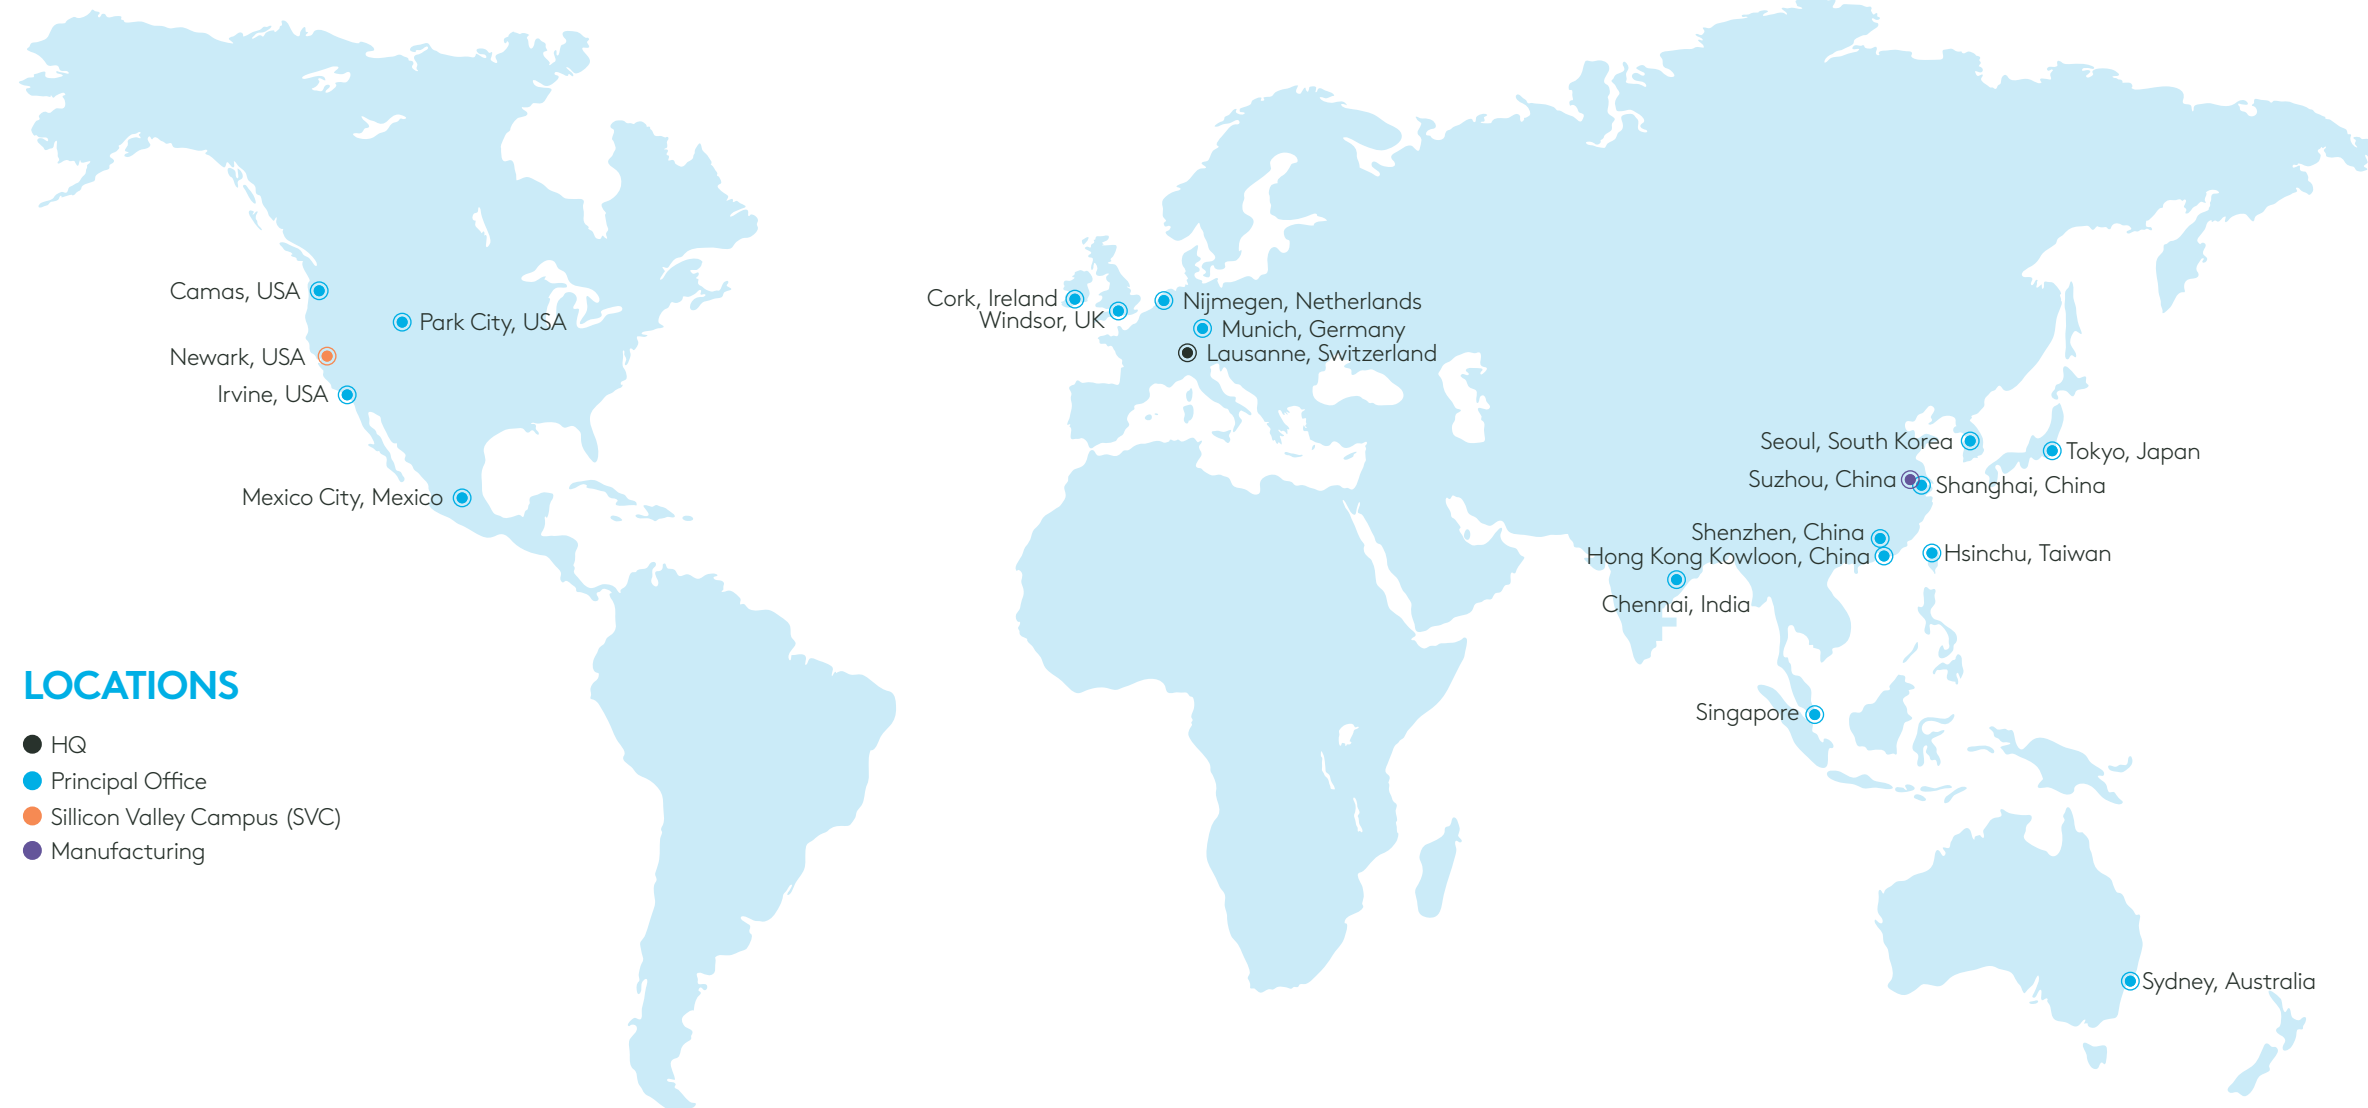 Camas, USA
Park City, USA
Newark, USA
Irvine, USA
Mexico City, Mexico
Cork, Ireland
Windsor, UK
Nijmegen, Netherlands
Munich, Germany
Lausanne, Switzerland
Seoul, South Korea
Tokyo, Japan
Suzhou, China
Shanghai, China
Shenzhen, China
Hong Kong Kowloon, China
Hsinchu, Taiwan
Chennai, India
Singapore
Sydney, Australia
LOCATIONS
HQ
Principal Office
Sillicon Valley Campus (SVC)
Manufacturing